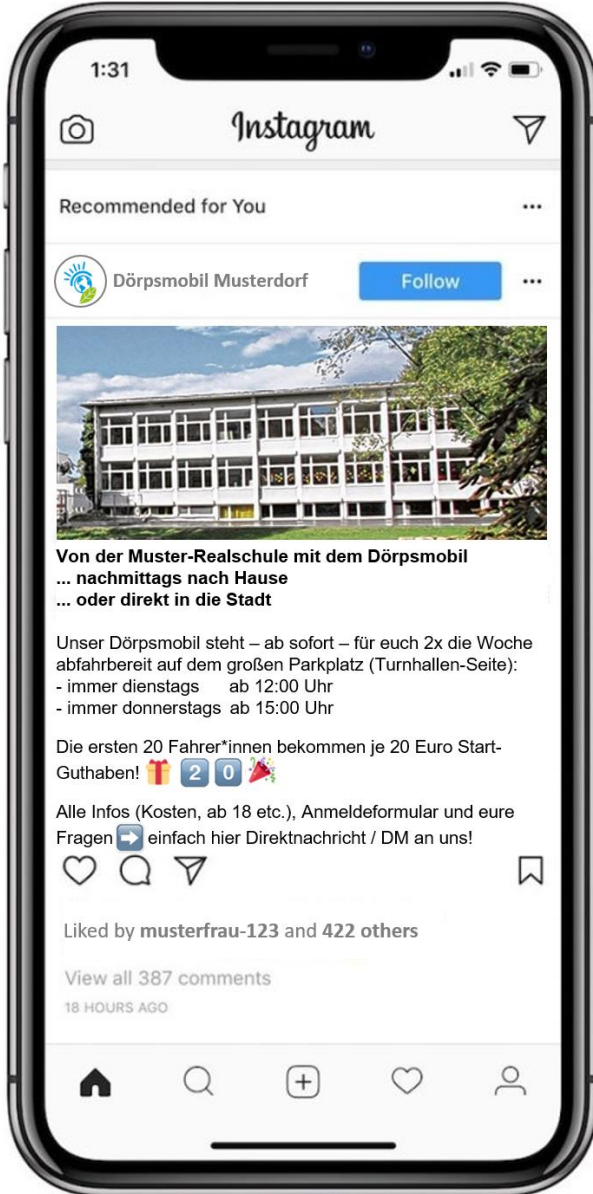 1:31
Instagram
Recommended for You
Dörpsmobil Musterdorf
Follow
Von der Muster-Realschule mit dem Dörpsmobil
... nachmittags nach Hause
... oder direkt in die Stadt
Unser Dörpsmobil steht – ab sofort – für euch 2x die Woche
abfahrbereit auf dem großen Parkplatz (Turnhallen-Seite):
- immer dienstags ab 12:00 Uhr
- immer donnerstags ab 15:00 Uhr
Die ersten 20 Fahrer*innen bekommen je 20 Euro Start-
Guthaben! 🎁 2️⃣ 0️⃣ 🎉
Alle Infos (Kosten, ab 18 etc.), Anmeldeformular und eure
Fragen ➡️ einfach hier Direktnachricht / DM an uns!
Liked by musterfrau-123 and 422 others
View all 387 comments
18 HOURS AGO